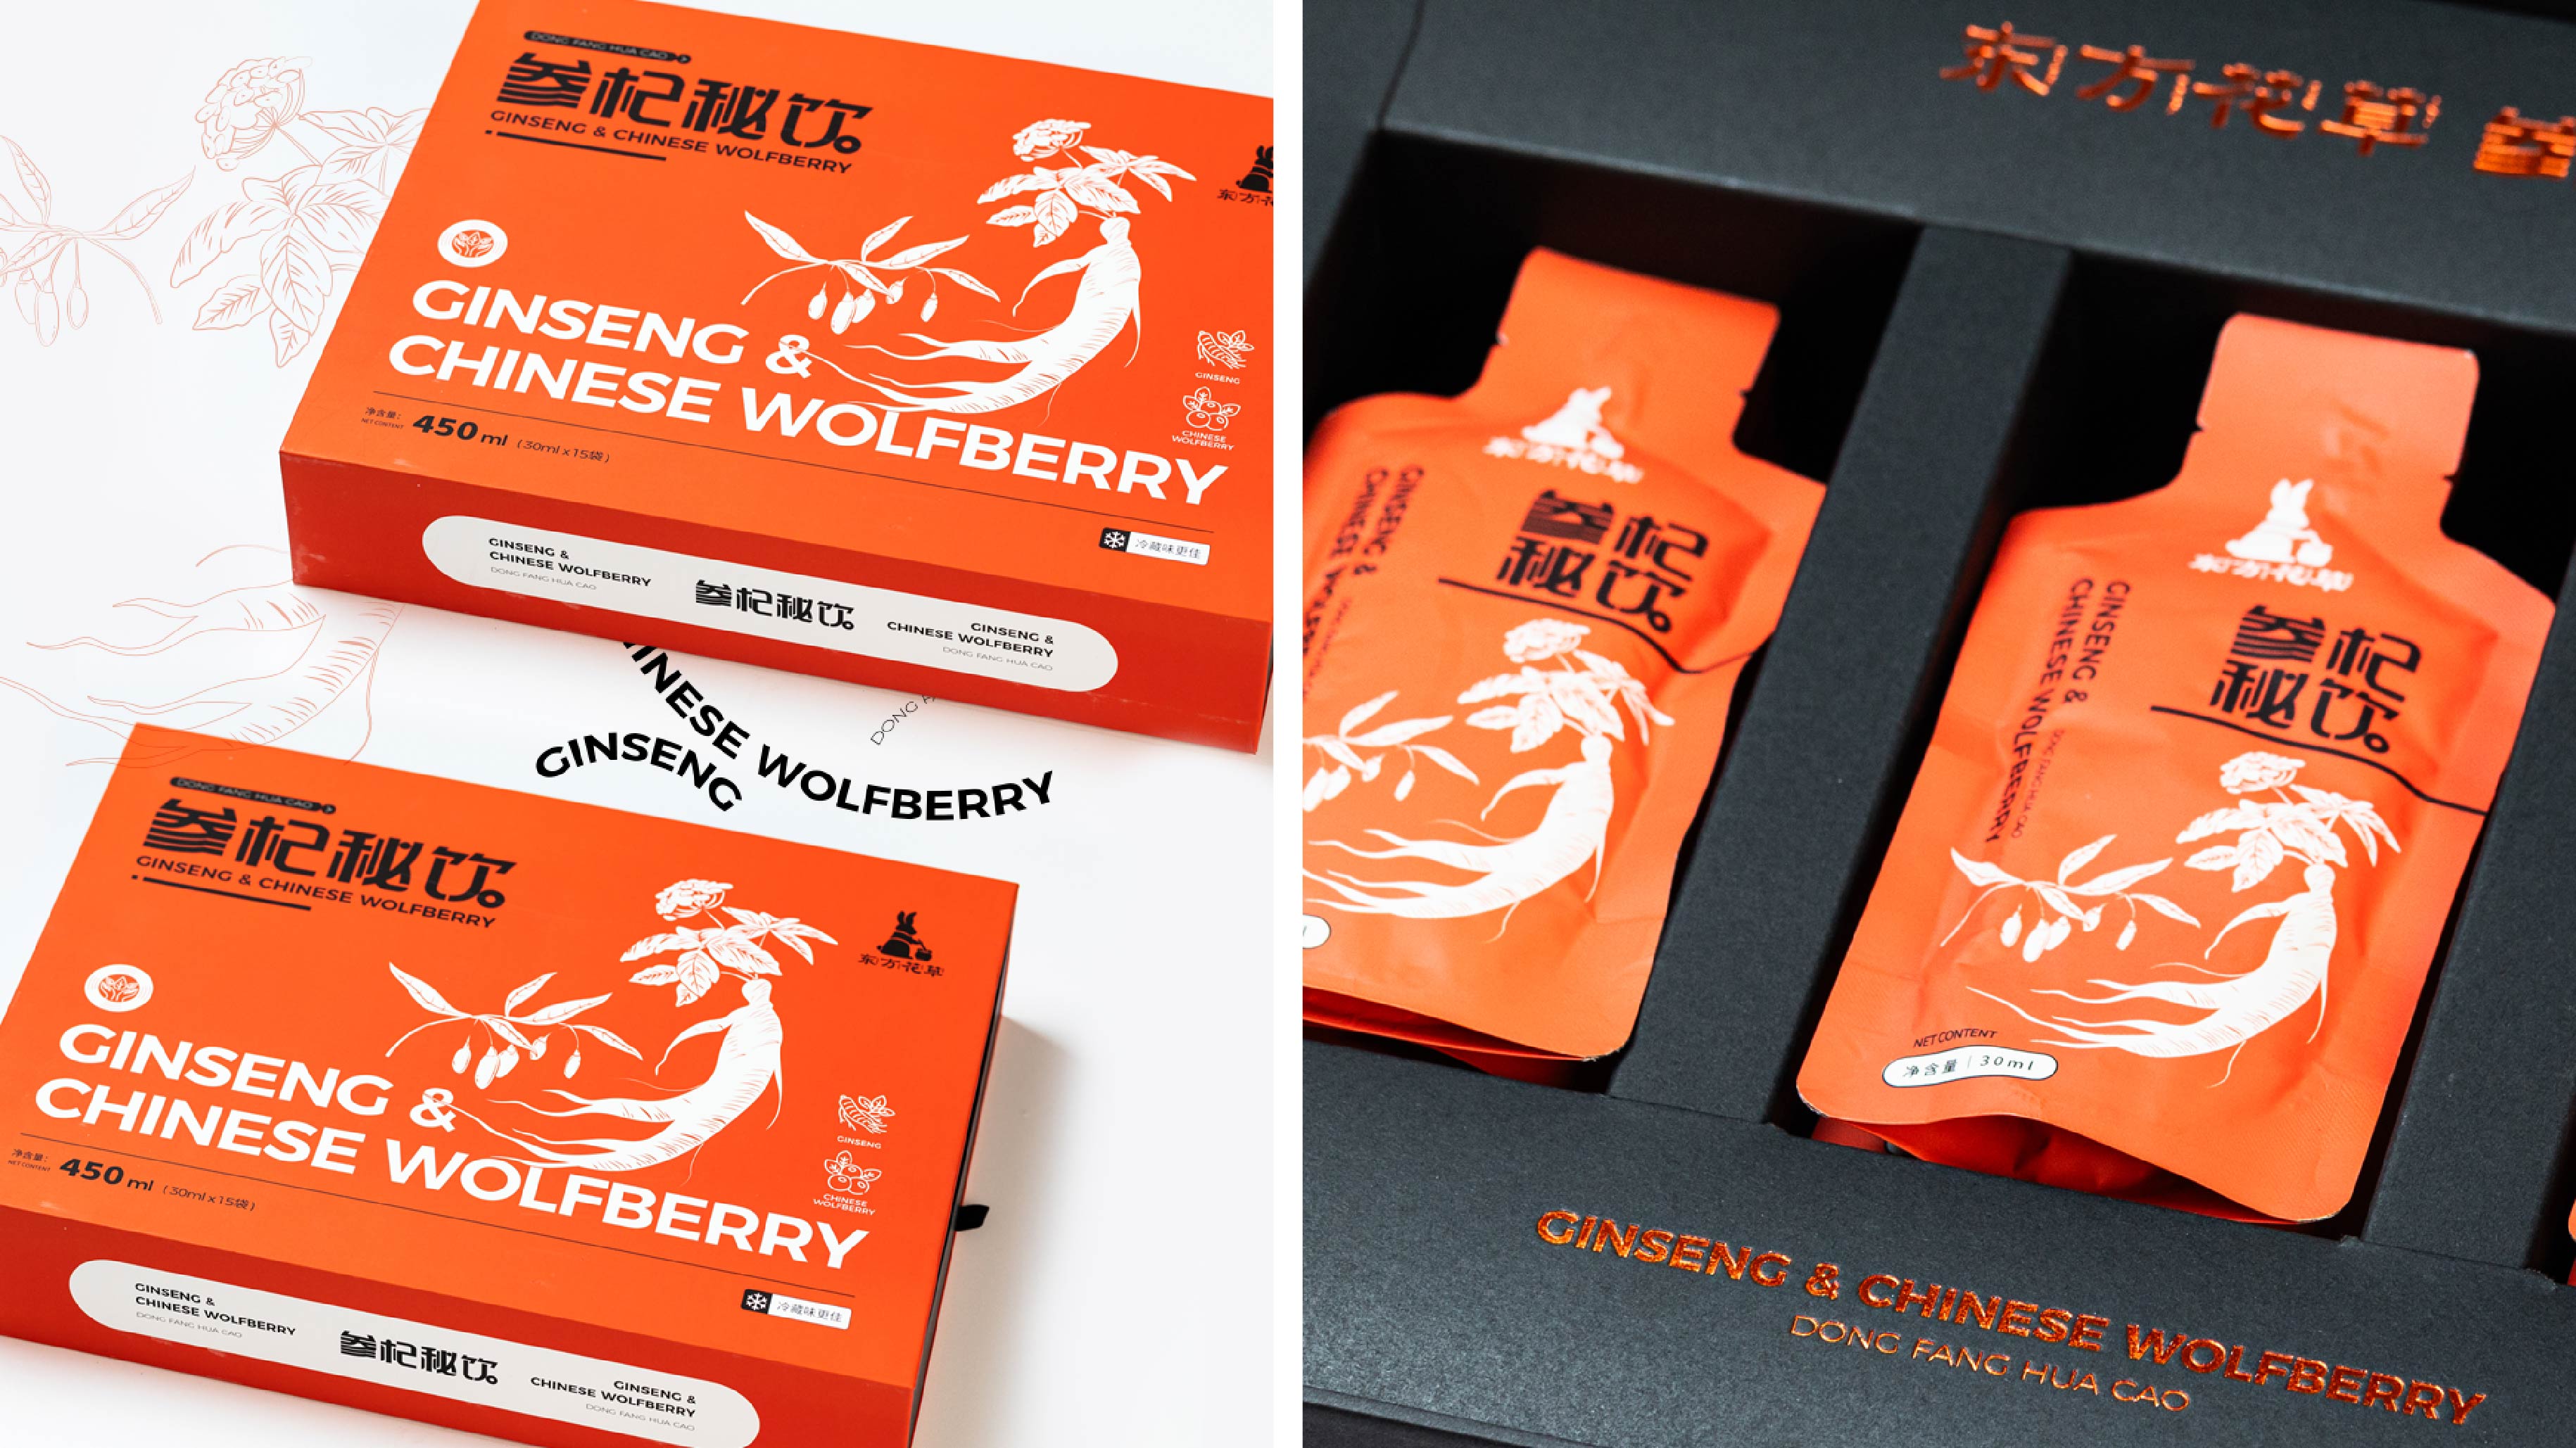 DONG FANG HUA CAO
参杞秘饮
GINSENG & CHINESE WOLFBERRY
东方花
GINSENG &
CHINESE WOLFBERRY
净含量:
NET CONTENT
450 ml (30ml x 15袋)
GINSENG
CHINESE
WOLFBERRY
冷藏味更佳
GINSENG &
CHINESE WOLFBERRY
DONG FANG HUA CAO
参杞秘饮
GINSENG &
CHINESE WOLFBERRY
DONG FANG HUA CAO
INESE WOLFBERRY
GINSENG
DONG
DONG FANG HUA CAO
参杞秘饮
GINSENG & CHINESE WOLFBERRY
东方花草
GINSENG &
CHINESE WOLFBERRY
净含量:
NET CONTENT
450 ml (30ml x 15袋)
GINSENG
CHINESE
WOLFBERRY
冷藏味更佳
GINSENG &
CHINESE WOLFBERRY
DONG FANG HUA CAO
参杞秘饮
GINSENG &
CHINESE WOLFBERRY
DONG FANG HUA CAO
东方花草
东方花草
GINSENG &
CHINESE
参杞
秘饮
东方花草
GINSENG &
CHINESE WOLFBERRY
DONG FANG HUA CAO
参杞
秘饮
NET CONTENT
净含量 | 30ml
GINSENG & CHINESE WOLFBERRY
DONG FANG HUA CAO